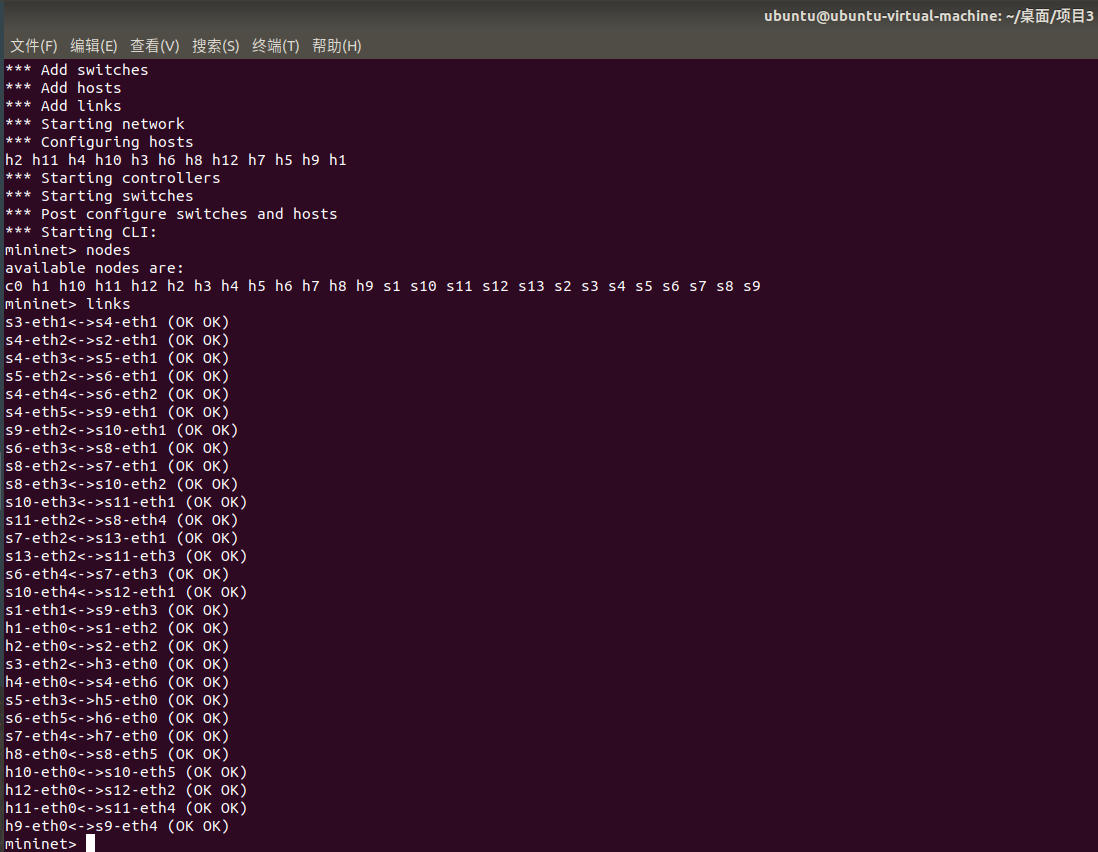 ubuntu@ubuntu-virtual-machine: ~/桌面/项目3
文件(F) 编辑(E) 查看(V) 搜索(S) 终端(T) 帮助(H)
*** Add switches
*** Add hosts
*** Add links
*** Starting network
*** Configuring hosts
h2 h11 h4 h10 h3 h6 h8 h12 h7 h5 h9 h1
*** Starting controllers
*** Starting switches
*** Post configure switches and hosts
*** Starting CLI:
mininet> nodes
available nodes are:
c0 h1 h10 h11 h12 h2 h3 h4 h5 h6 h7 h8 h9 s1 s10 s11 s12 s13 s2 s3 s4 s5 s6 s7 s8 s9
mininet> links
s3-eth1<->s4-eth1 (OK OK)
s4-eth2<->s2-eth1 (OK OK)
s4-eth3<->s5-eth1 (OK OK)
s5-eth2<->s6-eth1 (OK OK)
s4-eth4<->s6-eth2 (OK OK)
s4-eth5<->s9-eth1 (OK OK)
s9-eth2<->s10-eth1 (OK OK)
s6-eth3<->s8-eth1 (OK OK)
s8-eth2<->s7-eth1 (OK OK)
s8-eth3<->s10-eth2 (OK OK)
s10-eth3<->s11-eth1 (OK OK)
s11-eth2<->s8-eth4 (OK OK)
s7-eth2<->s13-eth1 (OK OK)
s13-eth2<->s11-eth3 (OK OK)
s6-eth4<->s7-eth3 (OK OK)
s10-eth4<->s12-eth1 (OK OK)
s1-eth1<->s9-eth3 (OK OK)
h1-eth0<->s1-eth2 (OK OK)
h2-eth0<->s2-eth2 (OK OK)
s3-eth2<->h3-eth0 (OK OK)
h4-eth0<->s4-eth6 (OK OK)
s5-eth3<->h5-eth0 (OK OK)
s6-eth5<->h6-eth0 (OK OK)
s7-eth4<->h7-eth0 (OK OK)
h8-eth0<->s8-eth5 (OK OK)
h10-eth0<->s10-eth5 (OK OK)
h12-eth0<->s12-eth2 (OK OK)
h11-eth0<->s11-eth4 (OK OK)
h9-eth0<->s9-eth4 (OK OK)
mininet>